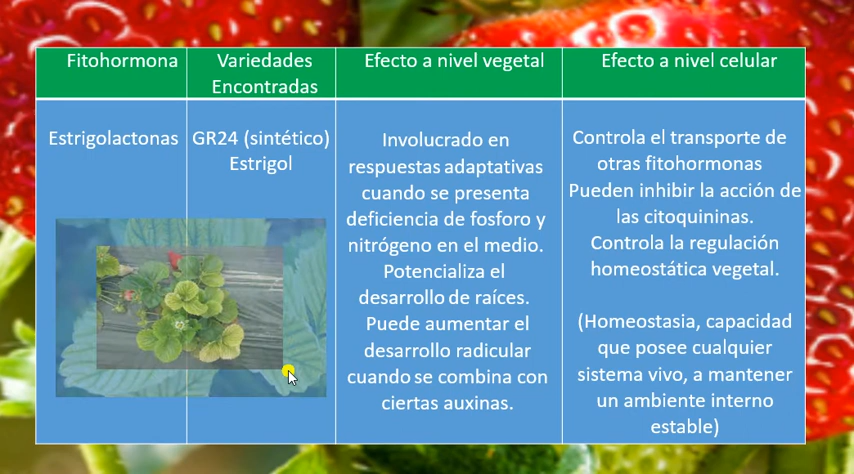 Fitohormona
Variedades
Encontradas
Efecto a nivel vegetal
Efecto a nivel celular
Estrigolactonas
GR24 (sintético)
Estrigol
Involucrado en
respuestas adaptativas
cuando se presenta
deficiencia de fosforo y
nitrógeno en el medio.
Potencializa el
desarrollo de raíces.
Puede aumentar el
desarrollo radicular
cuando se combina con
ciertas auxinas.
Controla el transporte de
otras fitohormonas
Pueden inhibir la acción de
las citoquininas.
Controla la regulación
homeostática vegetal.
(Homeostasia, capacidad
que posee cualquier
sistema vivo, a mantener
un ambiente interno
estable)